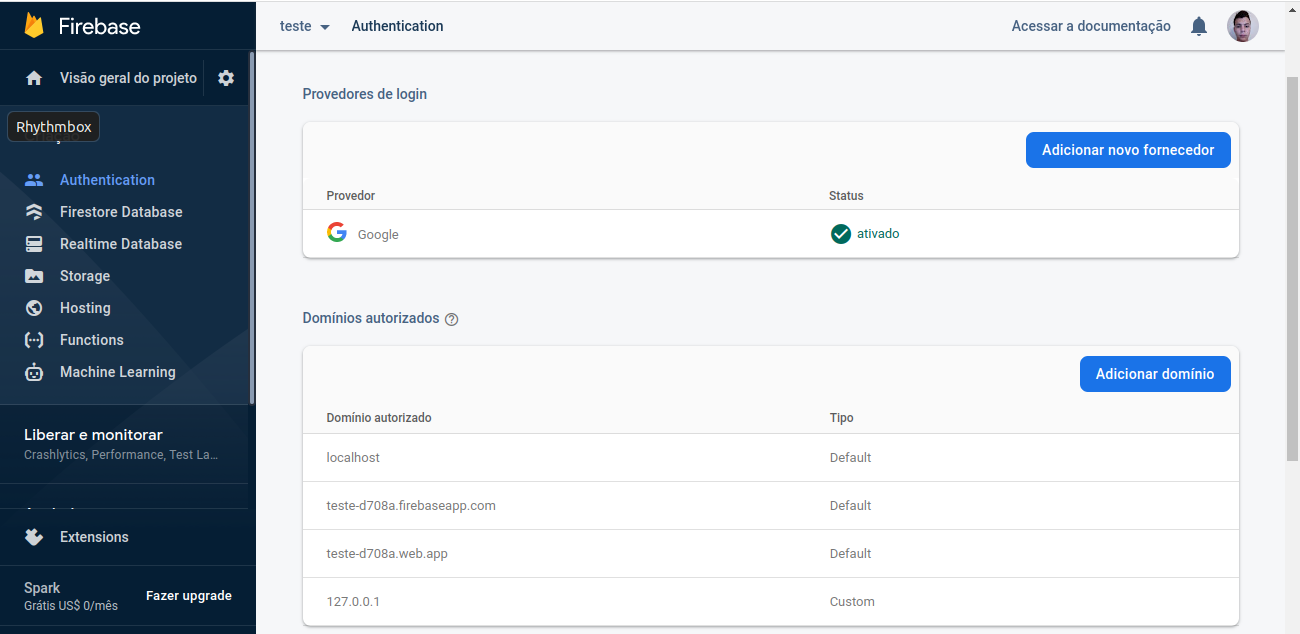 Firebase
teste
Authentication
Acessar a documentação
Visão geral do projeto
Rhythmbox
Authentication
Firestore Database
Realtime Database
Storage
Hosting
Functions
Machine Learning
Liberar e monitorar
Crashlytics, Performance, Test La...
Extensions
Spark
Grátis US$ 0/mês
Fazer upgrade
Provedores de login
Adicionar novo fornecedor
Provedor
Status
Google
ativado
Domínios autorizados
Adicionar domínio
Domínio autorizado
Tipo
localhost
Default
teste-d708a.firebaseapp.com
Default
teste-d708a.web.app
Default
127.0.0.1
Custom